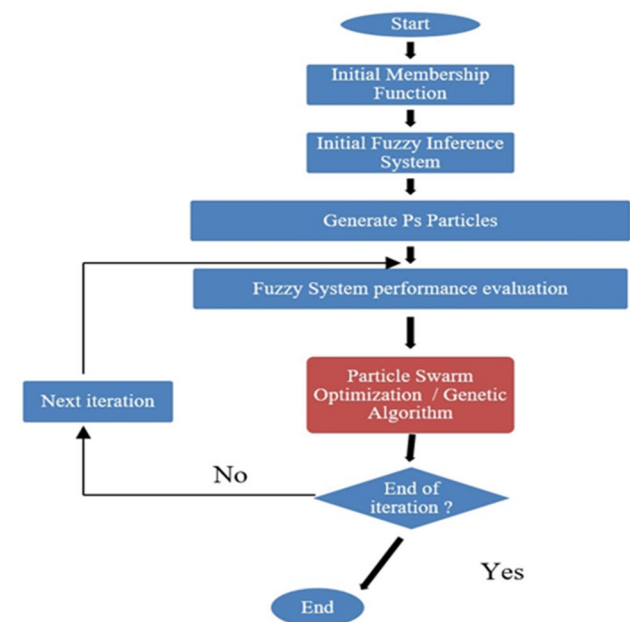 Start
Initial Membership
Function
Initial Fuzzy Inference
System
Generate Ps Particles
Fuzzy System performance evaluation
Particle Swarm
Optimization / Genetic
Algorithm
Next iteration
No
End of
iteration ?
Yes
End